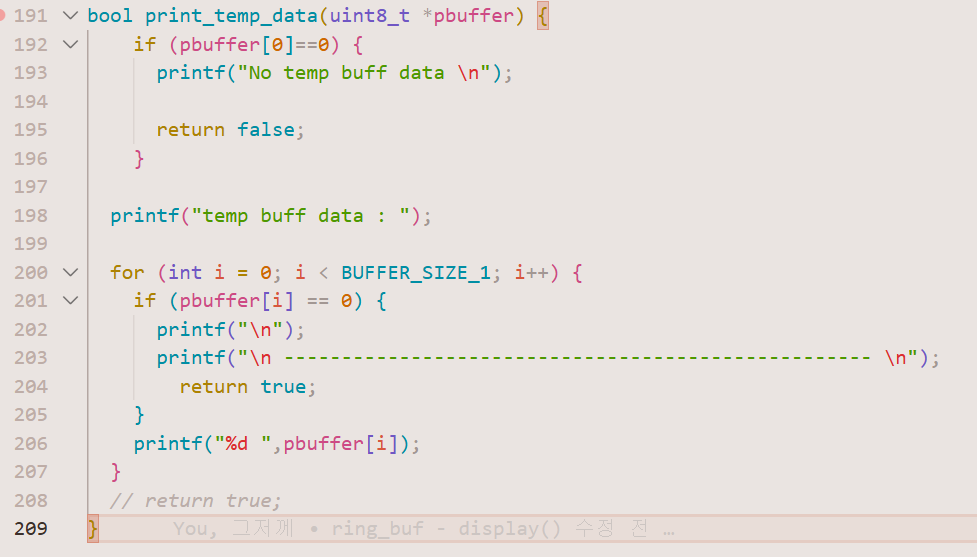 191 bool print_temp_data(uint8_t *pbuffer) {
192 if (pbuffer[0]==0) {
193 printf("No temp buff data \n");
194
195 return false;
196 }
197
198 printf("temp buff data : ");
199
200 for (int i = 0; i < BUFFER_SIZE_1; i++) {
201 if (pbuffer[i] == 0) {
202 printf("\n");
203 printf("\n --------------------------------------------------- \n");
204 return true;
205 }
206 printf("%d ",pbuffer[i]);
207 }
208 // return true;
209 } You, 그저께 • ring_buf - display() 수정 전 …